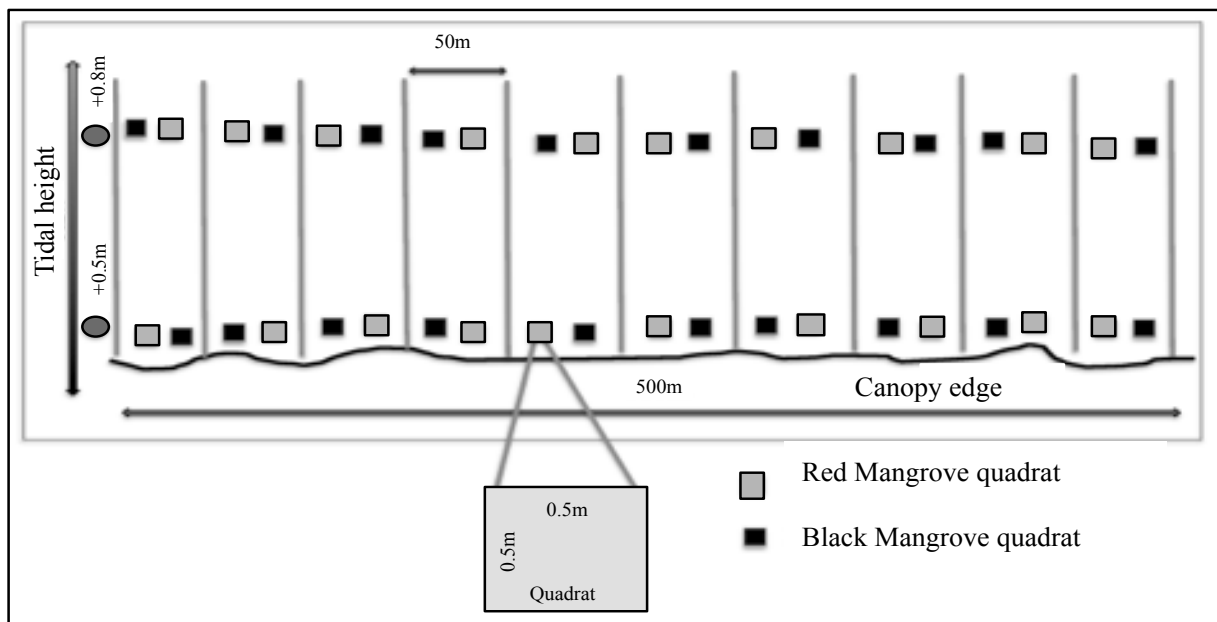 50m
+0.8m
Tidal height
+0.5m
500m
Canopy edge
0.5m
0.5m
Quadrat
Red Mangrove quadrat
Black Mangrove quadrat